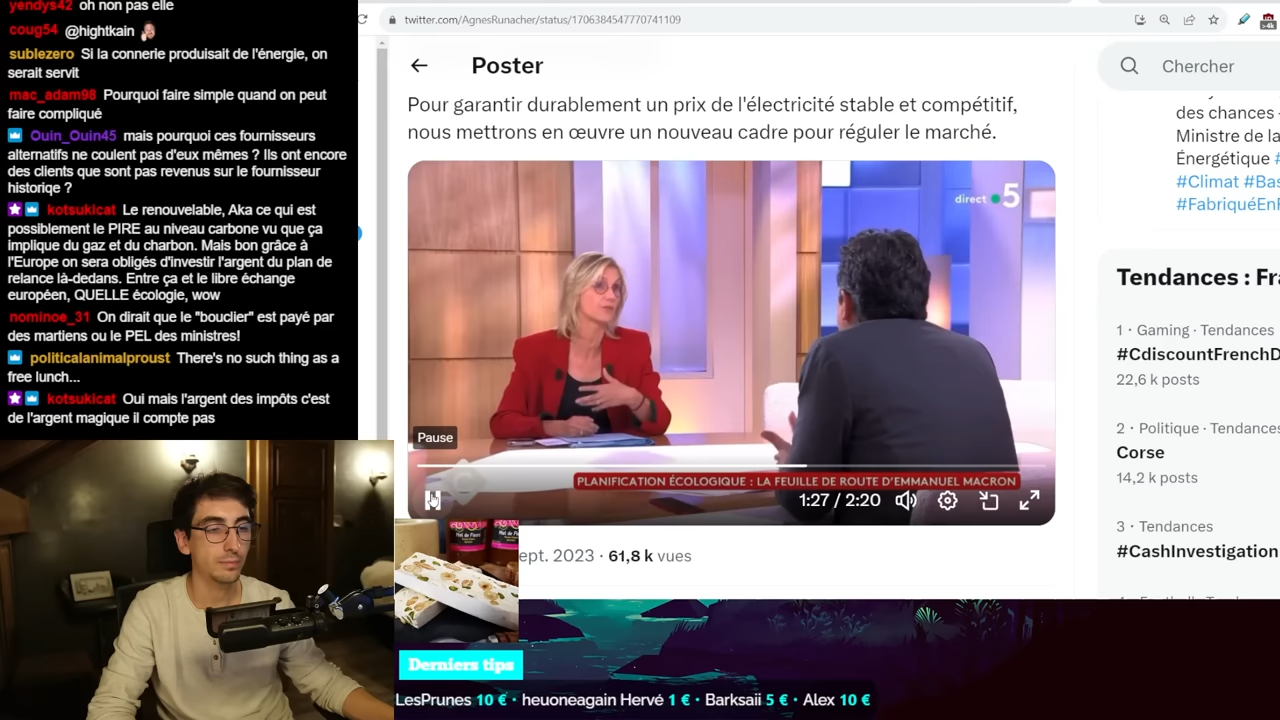 yendys42 oh non pas elle
coug54 @hightkain
sublezero Si la connerie produisait de l'énergie, on
serait servit
mac_adam98 Pourquoi faire simple quand on peut
faire compliqué
Ouin_Ouin45 mais pourquoi ces fournisseurs
alternatifs ne coulent pas d'eux mêmes ? Ils ont encore
des clients que sont pas revenus sur le fournisseur
historiqe ?
kotsukicat Le renouvelable, Aka ce qui est
possiblement le PIRE au niveau carbone vu que ça
implique du gaz et du charbon. Mais bon grâce à
l'Europe on sera obligés d'investir l'argent du plan de
relance là-dedans. Entre ça et le libre échange
européen, QUELLE écologie, wow
nominoe_31 On dirait que le "bouclier" est payé par
des martiens ou le PEL des ministres!
politicalanimalproust There's no such thing as a
free lunch...
kotsukicat Oui mais l'argent des impôts c'est
de l'argent magique il compte pas
twitter.com/AgnesRunacher/status/1706384547770741109
>4k
Poster
Pour garantir durablement un prix de l'électricité stable et compétitif,
nous mettrons en œuvre un nouveau cadre pour réguler le marché.
direct 5
Pause
PLANIFICATION ÉCOLOGIQUE : LA FEUILLE DE ROUTE D'EMMANUEL MACRON
1:27 / 2:20
ept. 2023 · 61,8 k vues
Chercher
des chances ·
Ministre de la
Énergétique #
#Climat #Bas
#FabriquéEnF
Tendances : Fra
1 · Gaming · Tendances
#CdiscountFrenchD
22,6 k posts
2 · Politique · Tendances
Corse
14,2 k posts
3 · Tendances
#CashInvestigation
Derniers tips
LesPrunes 10 € · heuoneagain Hervé 1 € · Barksaii 5 € · Alex 10 €